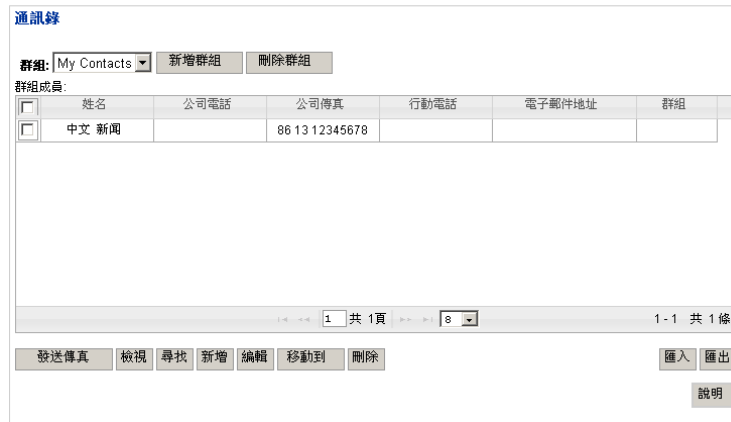 通訊錄
群組: My Contacts 新增群組 刪除群組
群組成員:
姓名 公司電話 公司傳真 行動電話 電子郵件地址 群組
中文 新闻 86 13 12345678
1 共 1頁 8 1 - 1 共 1 條
發送傳真 檢視 尋找 新增 編輯 移動到 刪除 匯入 匯出
說明